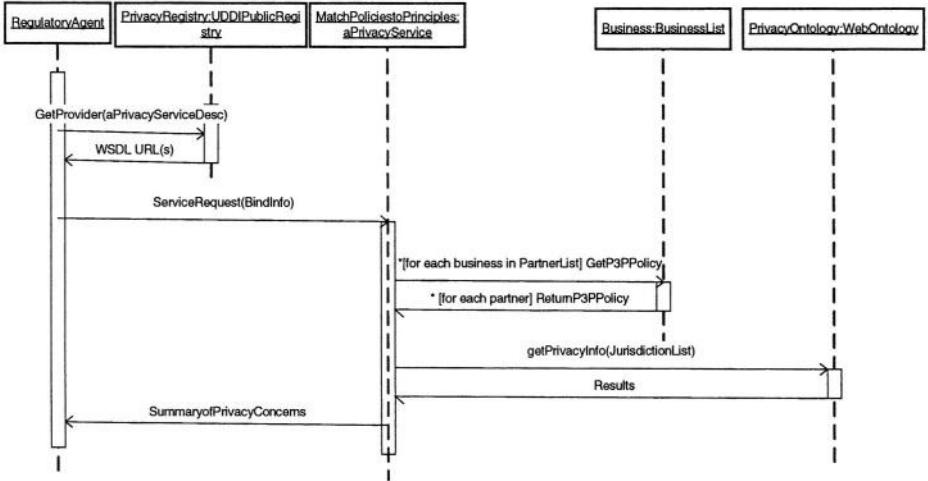 RegulatoryAgent
PrivacyRegistry:UDDIPublicRegi
stry
MatchPoliciestoPrinciples:
aPrivacyService
Business:BusinessList
PrivacyOntology:WebOntology
GetProvider(aPrivacyServiceDesc)
WSDL URL(s)
ServiceRequest(BindInfo)
*[for each business in PartnerList] GetP3PPolicy
* [for each partner] ReturnP3PPolicy
getPrivacyInfo(JurisdictionList)
Results
SummaryofPrivacyConcerns